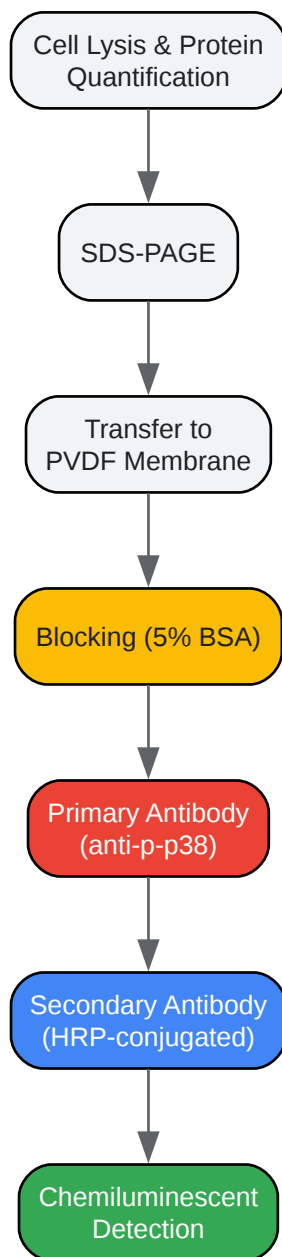 Cell Lysis & Protein
Quantification
SDS-PAGE
Transfer to
PVDF Membrane
Blocking (5% BSA)
Primary Antibody
(anti-p-p38)
Secondary Antibody
(HRP-conjugated)
Chemiluminescent
Detection